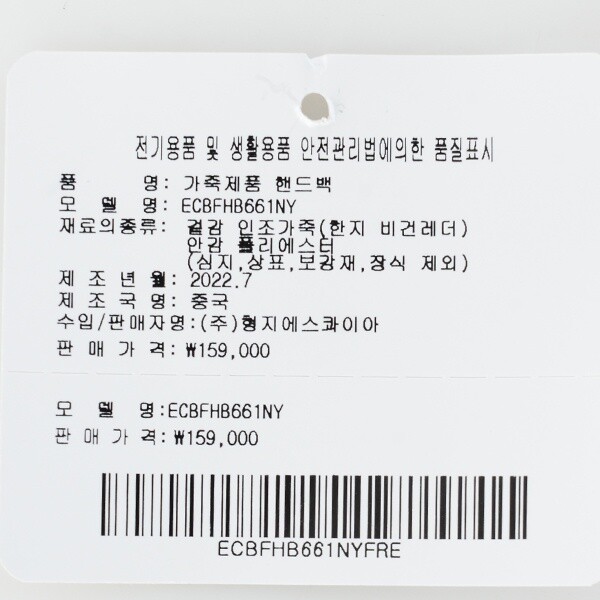 전기용품 및 생활용품 안전관리법에의한 품질표시
품 명: 가죽제품 핸드백
모 델 명: ECBFHB661NY
재료의종류: 겉감 인조가죽(한지 비건레더)
안감 폴리에스터
(심지,상표,보강재,장식 제외)
제 조 년 월: 2022.7
제 조 국 명: 중국
수입/판매자명:(주)형지에스콰이아
판 매 가 격:₩159,000
모 델 명:ECBFHB661NY
판 매 가 격:₩159,000
ECBFHB661NYFRE